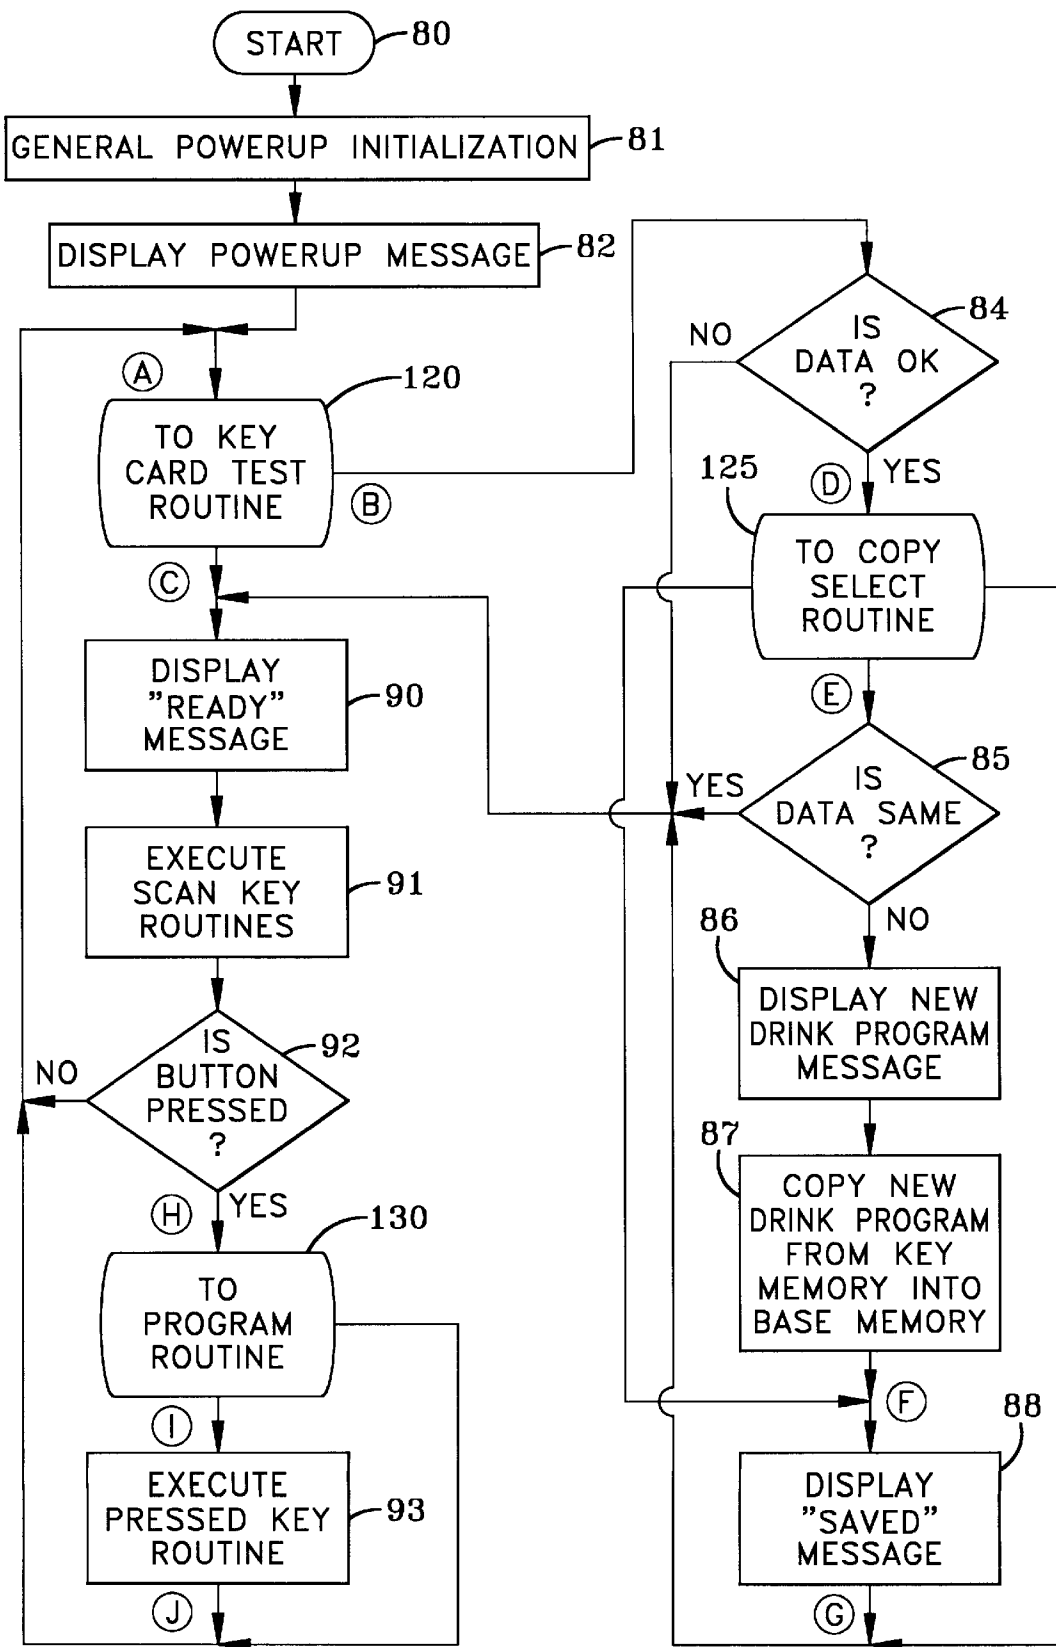 START
80
GENERAL POWERUP INITIALIZATION
81
DISPLAY POWERUP MESSAGE
82
A
TO KEY
CARD TEST
ROUTINE
120
B
C
DISPLAY
"READY"
MESSAGE
90
EXECUTE
SCAN KEY
ROUTINES
91
IS
BUTTON
PRESSED
?
92
NO
H
YES
TO
PROGRAM
ROUTINE
130
I
EXECUTE
PRESSED KEY
ROUTINE
93
J
IS
DATA OK
?
84
NO
D
YES
125
TO COPY
SELECT
ROUTINE
E
IS
DATA SAME
?
85
YES
NO
86
DISPLAY NEW
DRINK PROGRAM
MESSAGE
87
COPY NEW
DRINK PROGRAM
FROM KEY
MEMORY INTO
BASE MEMORY
F
88
DISPLAY
"SAVED"
MESSAGE
G